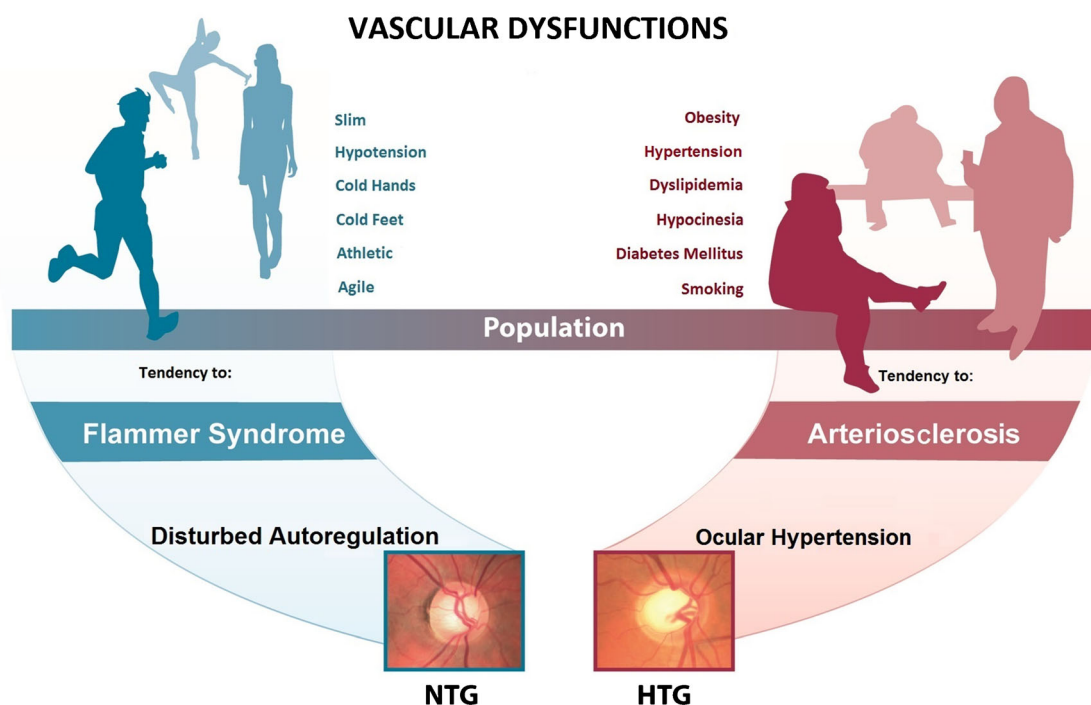 VASCULAR DYSFUNCTIONS
Slim
Hypotension
Cold Hands
Cold Feet
Athletic
Agile
Obesity
Hypertension
Dyslipidemia
Hypocinesia
Diabetes Mellitus
Smoking
Population
Tendency to:
Flammer Syndrome
Disturbed Autoregulation
NTG
Tendency to:
Arteriosclerosis
Ocular Hypertension
HTG